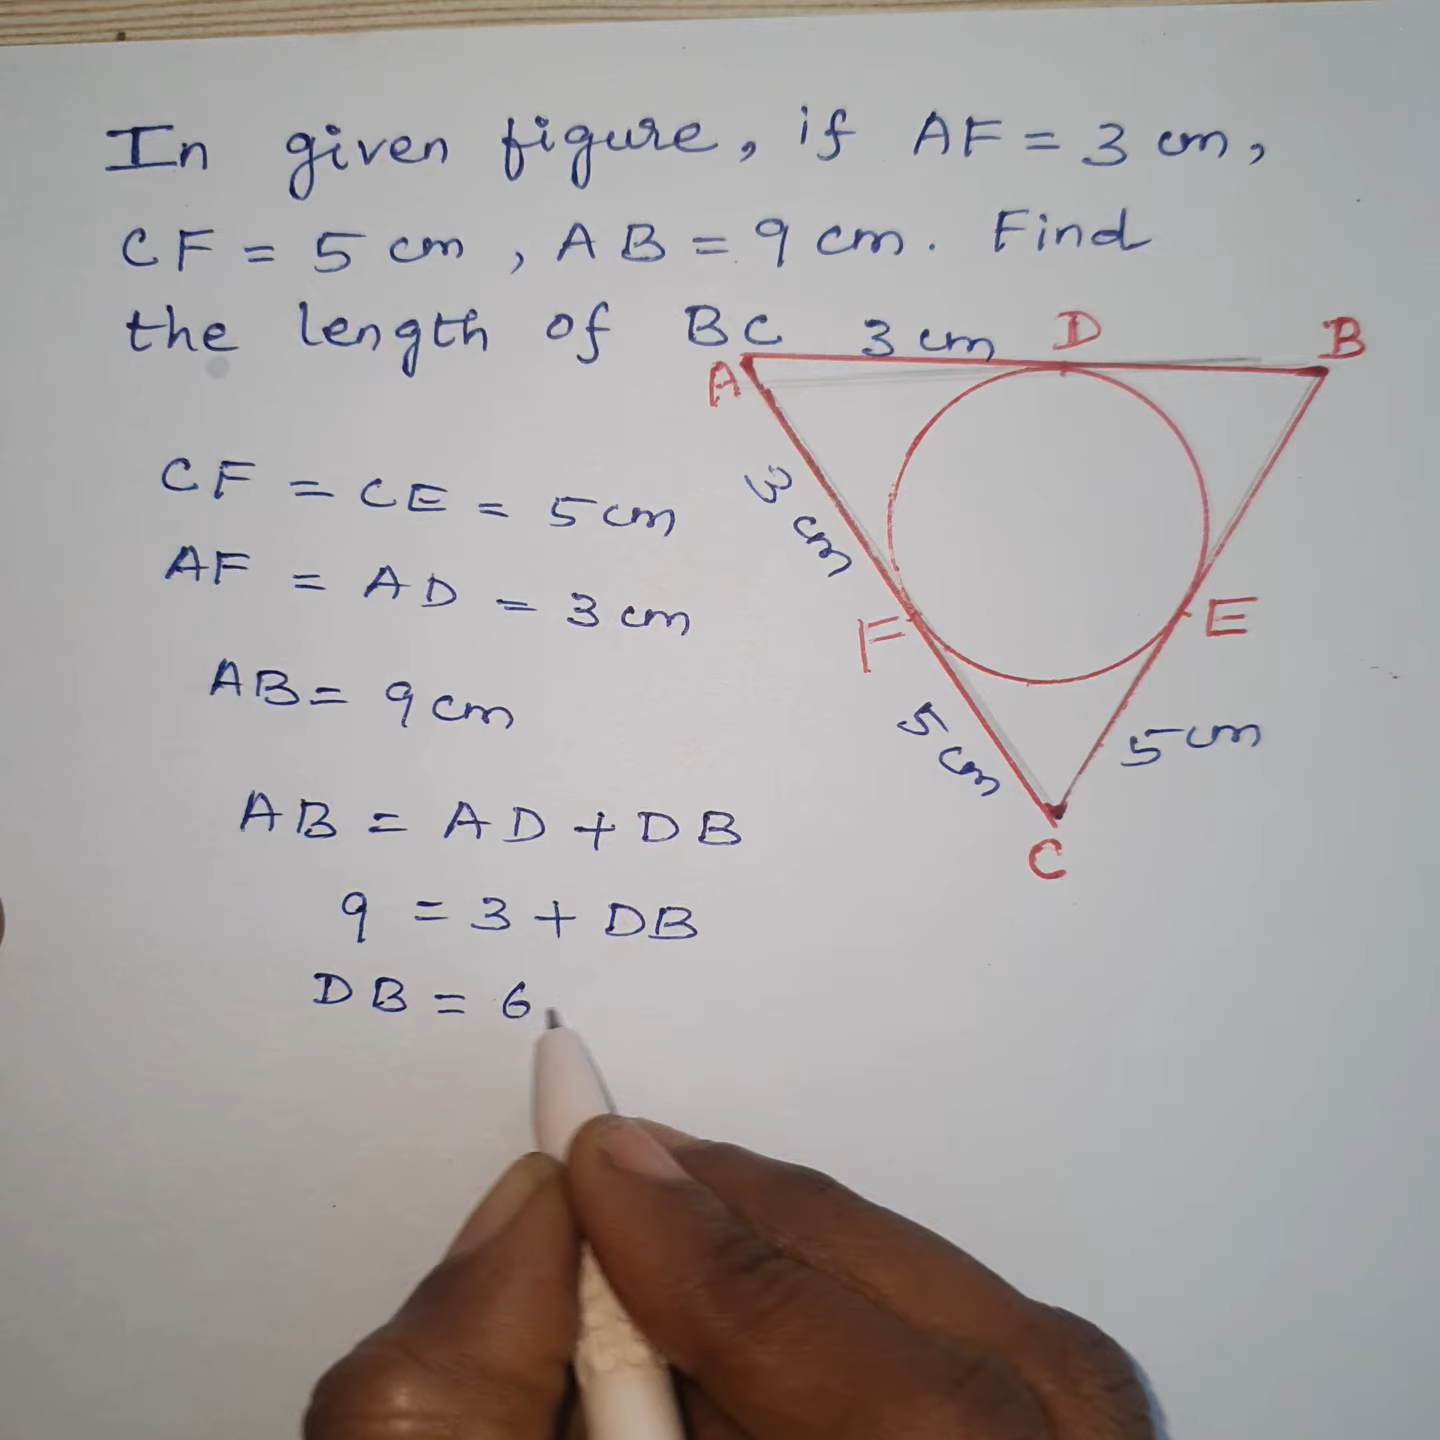 In given figure, if AF = 3 cm,
CF = 5 cm, AB = 9 cm. Find
the length of BC
3 cm
D
B
A
CF = CE = 5 cm
3 cm
AF = AD = 3 cm
F
E
AB = 9 cm
5 cm
5 cm
AB = AD + DB
C
9 = 3 + DB
DB = 6